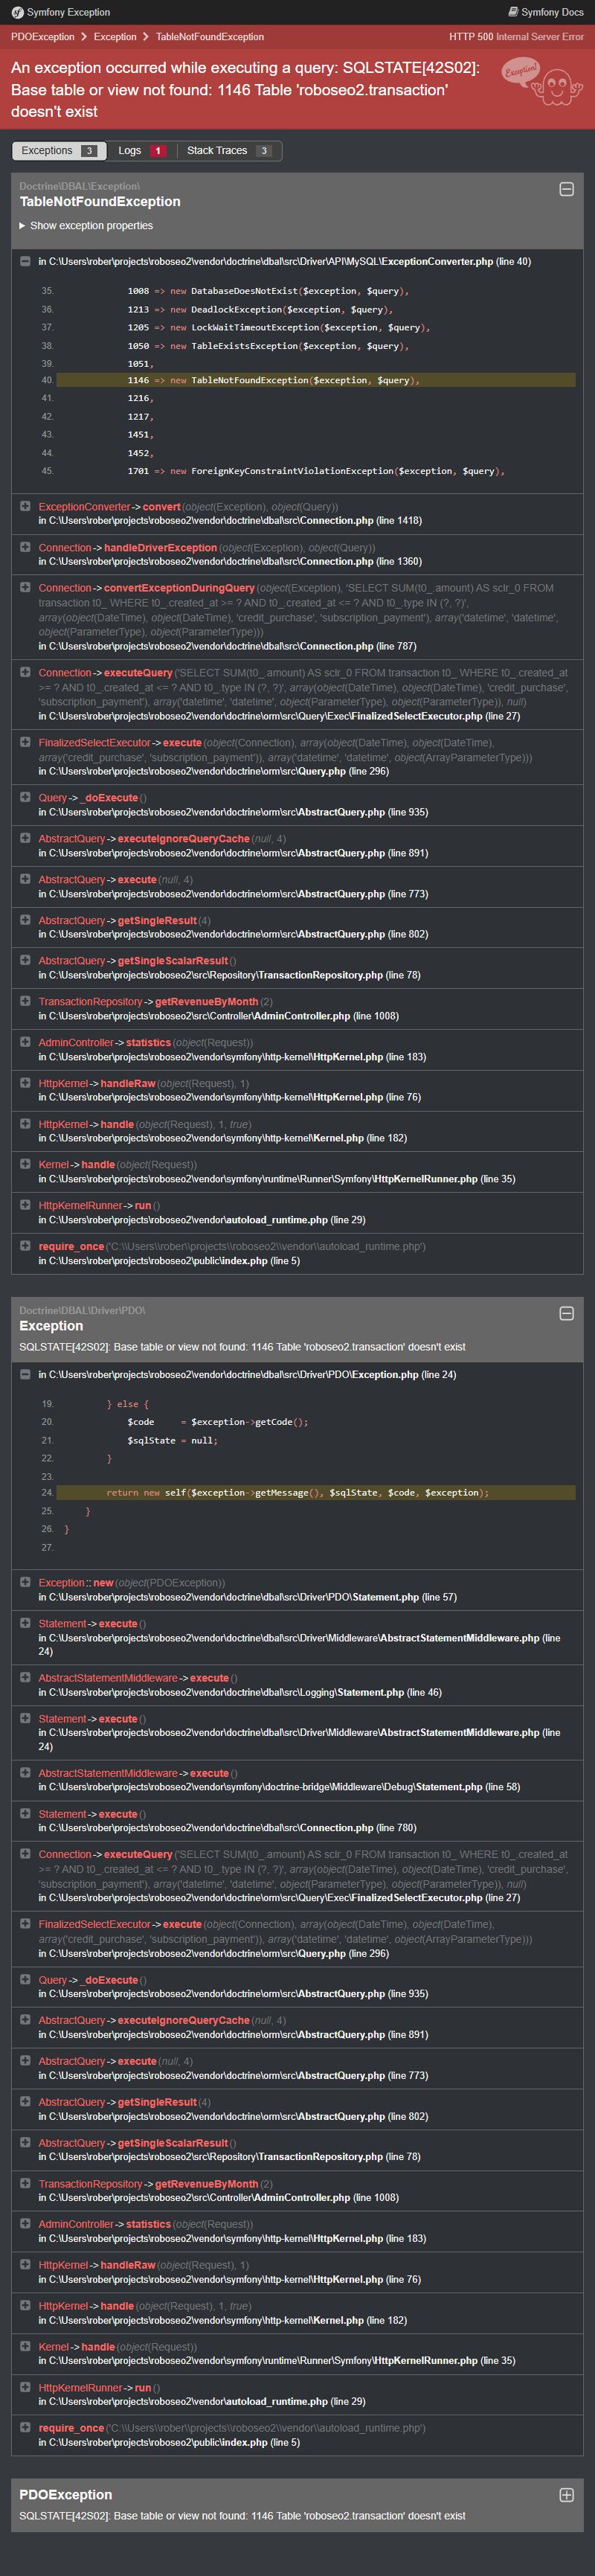 Symfony Exception
Symfony Docs
PDOException > Exception > TableNotFoundException
HTTP 500 Internal Server Error
An exception occurred while executing a query: SQLSTATE[42S02]:
Base table or view not found: 1146 Table 'roboseo2.transaction'
doesn't exist
Exception!
Exceptions 3
Logs 1
Stack Traces 3
Doctrine\DBAL\Exception\
TableNotFoundException
Show exception properties
in C:\Users\rober\projects\roboseo2\vendor\doctrine\dbal\src\Driver\API\MySQL\ExceptionConverter.php (line 40)
35. 1008 => new DatabaseDoesNotExist($exception, $query),
36. 1213 => new DeadlockException($exception, $query),
37. 1205 => new LockWaitTimeoutException($exception, $query),
38. 1050 => new TableExistsException($exception, $query),
39. 1051,
40. 1146 => new TableNotFoundException($exception, $query),
41. 1216,
42. 1217,
43. 1451,
44. 1452,
45. 1701 => new ForeignKeyConstraintViolationException($exception, $query),
ExceptionConverter->convert(object(Exception), object(Query))
in C:\Users\rober\projects\roboseo2\vendor\doctrine\dbal\src\Connection.php (line 1418)
Connection->handleDriverException(object(Exception), object(Query))
in C:\Users\rober\projects\roboseo2\vendor\doctrine\dbal\src\Connection.php (line 1360)
Connection->convertExceptionDuringQuery(object(Exception), 'SELECT SUM(t0_.amount) AS sclr_0 FROM
transaction t0_ WHERE t0_.created_at >= ? AND t0_.created_at <= ? AND t0_.type IN (?, ?)',
array(object(DateTime), object(DateTime), 'credit_purchase', 'subscription_payment'), array('datetime', 'datetime',
object(ParameterType), object(ParameterType)))
in C:\Users\rober\projects\roboseo2\vendor\doctrine\dbal\src\Connection.php (line 787)
Connection->executeQuery('SELECT SUM(t0_.amount) AS sclr_0 FROM transaction t0_ WHERE t0_.created_at
>= ? AND t0_.created_at <= ? AND t0_.type IN (?, ?)', array(object(DateTime), object(DateTime), 'credit_purchase',
'subscription_payment'), array('datetime', 'datetime', object(ParameterType), object(ParameterType)), null)
in C:\Users\rober\projects\roboseo2\vendor\doctrine\orm\src\Query\Exec\FinalizedSelectExecutor.php (line 27)
FinalizedSelectExecutor->execute(object(Connection), array(object(DateTime), object(DateTime),
array('credit_purchase', 'subscription_payment')), array('datetime', 'datetime', object(ArrayParameterType)))
in C:\Users\rober\projects\roboseo2\vendor\doctrine\orm\src\Query.php (line 296)
Query->_doExecute()
in C:\Users\rober\projects\roboseo2\vendor\doctrine\orm\src\AbstractQuery.php (line 935)
AbstractQuery->executeIgnoreQueryCache(null, 4)
in C:\Users\rober\projects\roboseo2\vendor\doctrine\orm\src\AbstractQuery.php (line 891)
AbstractQuery->execute(null, 4)
in C:\Users\rober\projects\roboseo2\vendor\doctrine\orm\src\AbstractQuery.php (line 773)
AbstractQuery->getSingleResult(4)
in C:\Users\rober\projects\roboseo2\vendor\doctrine\orm\src\AbstractQuery.php (line 802)
AbstractQuery->getSingleScalarResult()
in C:\Users\rober\projects\roboseo2\src\Repository\TransactionRepository.php (line 78)
TransactionRepository->getRevenueByMonth(2)
in C:\Users\rober\projects\roboseo2\src\Controller\AdminController.php (line 1008)
AdminController->statistics(object(Request))
in C:\Users\rober\projects\roboseo2\vendor\symfony\http-kernel\HttpKernel.php (line 183)
HttpKernel->handleRaw(object(Request), 1)
in C:\Users\rober\projects\roboseo2\vendor\symfony\http-kernel\HttpKernel.php (line 76)
HttpKernel->handle(object(Request), 1, true)
in C:\Users\rober\projects\roboseo2\vendor\symfony\http-kernel\Kernel.php (line 182)
Kernel->handle(object(Request))
in C:\Users\rober\projects\roboseo2\vendor\symfony\runtime\Runner\Symfony\HttpKernelRunner.php (line 35)
HttpKernelRunner->run()
in C:\Users\rober\projects\roboseo2\vendor\autoload_runtime.php (line 29)
require_once('C:\\Users\\rober\\projects\\roboseo2\\vendor\\autoload_runtime.php')
in C:\Users\rober\projects\roboseo2\public\index.php (line 5)
Doctrine\DBAL\Driver\PDO\
Exception
SQLSTATE[42S02]: Base table or view not found: 1146 Table 'roboseo2.transaction' doesn't exist
in C:\Users\rober\projects\roboseo2\vendor\doctrine\dbal\src\Driver\PDO\Exception.php (line 24)
19. } else {
20. $code = $exception->getCode();
21. $sqlState = null;
22. }
23.
24. return new self($exception->getMessage(), $sqlState, $code, $exception);
25. }
26. }
27.
Exception::new(object(PDOException))
in C:\Users\rober\projects\roboseo2\vendor\doctrine\dbal\src\Driver\PDO\Statement.php (line 57)
Statement->execute()
in C:\Users\rober\projects\roboseo2\vendor\doctrine\dbal\src\Driver\Middleware\AbstractStatementMiddleware.php (line
24)
AbstractStatementMiddleware->execute()
in C:\Users\rober\projects\roboseo2\vendor\doctrine\dbal\src\Logging\Statement.php (line 46)
Statement->execute()
in C:\Users\rober\projects\roboseo2\vendor\doctrine\dbal\src\Driver\Middleware\AbstractStatementMiddleware.php (line
24)
AbstractStatementMiddleware->execute()
in C:\Users\rober\projects\roboseo2\vendor\symfony\doctrine-bridge\Middleware\Debug\Statement.php (line 58)
Statement->execute()
in C:\Users\rober\projects\roboseo2\vendor\doctrine\dbal\src\Connection.php (line 780)
Connection->executeQuery('SELECT SUM(t0_.amount) AS sclr_0 FROM transaction t0_ WHERE t0_.created_at
>= ? AND t0_.created_at <= ? AND t0_.type IN (?, ?)', array(object(DateTime), object(DateTime), 'credit_purchase',
'subscription_payment'), array('datetime', 'datetime', object(ParameterType), object(ParameterType)), null)
in C:\Users\rober\projects\roboseo2\vendor\doctrine\orm\src\Query\Exec\FinalizedSelectExecutor.php (line 27)
FinalizedSelectExecutor->execute(object(Connection), array(object(DateTime), object(DateTime),
array('credit_purchase', 'subscription_payment')), array('datetime', 'datetime', object(ArrayParameterType)))
in C:\Users\rober\projects\roboseo2\vendor\doctrine\orm\src\Query.php (line 296)
Query->_doExecute()
in C:\Users\rober\projects\roboseo2\vendor\doctrine\orm\src\AbstractQuery.php (line 935)
AbstractQuery->executeIgnoreQueryCache(null, 4)
in C:\Users\rober\projects\roboseo2\vendor\doctrine\orm\src\AbstractQuery.php (line 891)
AbstractQuery->execute(null, 4)
in C:\Users\rober\projects\roboseo2\vendor\doctrine\orm\src\AbstractQuery.php (line 773)
AbstractQuery->getSingleResult(4)
in C:\Users\rober\projects\roboseo2\vendor\doctrine\orm\src\AbstractQuery.php (line 802)
AbstractQuery->getSingleScalarResult()
in C:\Users\rober\projects\roboseo2\src\Repository\TransactionRepository.php (line 78)
TransactionRepository->getRevenueByMonth(2)
in C:\Users\rober\projects\roboseo2\src\Controller\AdminController.php (line 1008)
AdminController->statistics(object(Request))
in C:\Users\rober\projects\roboseo2\vendor\symfony\http-kernel\HttpKernel.php (line 183)
HttpKernel->handleRaw(object(Request), 1)
in C:\Users\rober\projects\roboseo2\vendor\symfony\http-kernel\HttpKernel.php (line 76)
HttpKernel->handle(object(Request), 1, true)
in C:\Users\rober\projects\roboseo2\vendor\symfony\http-kernel\Kernel.php (line 182)
Kernel->handle(object(Request))
in C:\Users\rober\projects\roboseo2\vendor\symfony\runtime\Runner\Symfony\HttpKernelRunner.php (line 35)
HttpKernelRunner->run()
in C:\Users\rober\projects\roboseo2\vendor\autoload_runtime.php (line 29)
require_once('C:\\Users\\rober\\projects\\roboseo2\\vendor\\autoload_runtime.php')
in C:\Users\rober\projects\roboseo2\public\index.php (line 5)
PDOException
SQLSTATE[42S02]: Base table or view not found: 1146 Table 'roboseo2.transaction' doesn't exist